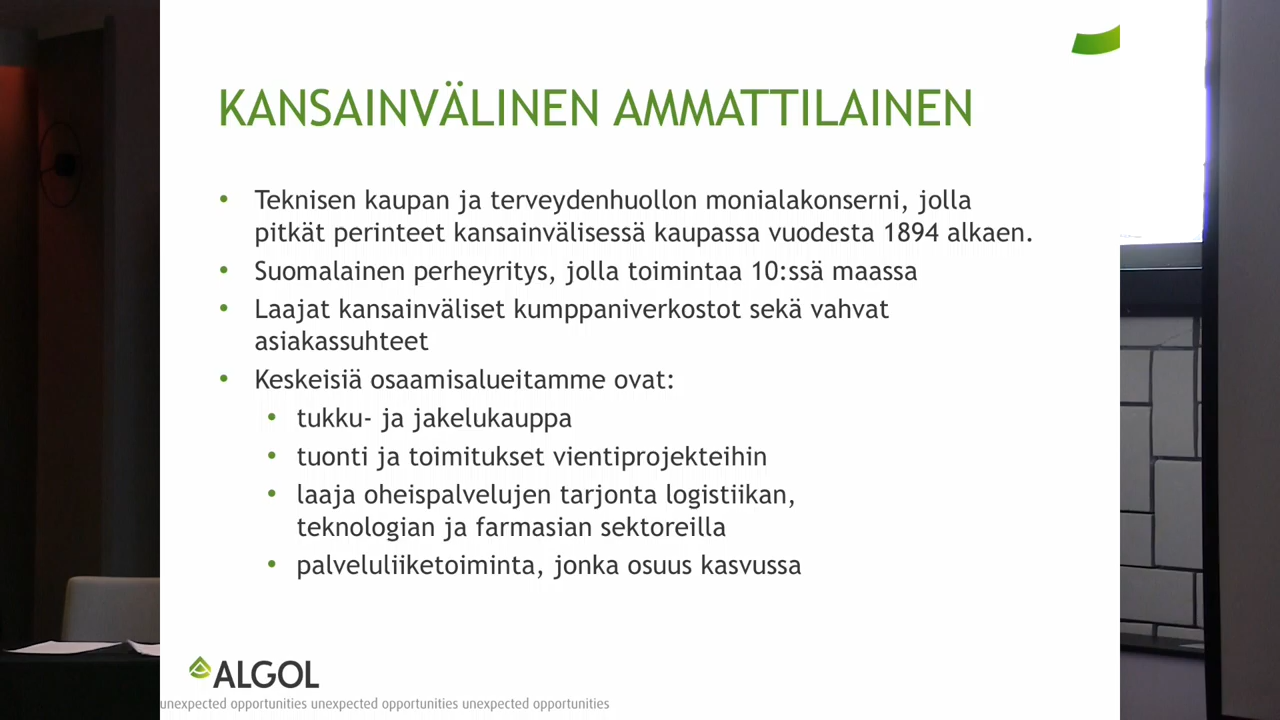 KANSAINVÄLINEN AMMATTILAINEN
• Teknisen kaupan ja terveydenhuollon monialakonserni, jolla
pitkät perinteet kansainvälisessä kaupassa vuodesta 1894 alkaen.
• Suomalainen perheyritys, jolla toimintaa 10:ssä maassa
• Laajat kansainväliset kumppaniverkostot sekä vahvat
asiakassuhteet
• Keskeisiä osaamisalueitamme ovat:
• tukku- ja jakelukauppa
• tuonti ja toimitukset vientiprojekteihin
• laaja oheispalvelujen tarjonta logistiikan,
teknologian ja farmasian sektoreilla
• palveluliiketoiminta, jonka osuus kasvussa
ALGOL
unexpected opportunities unexpected opportunities unexpected opportunities